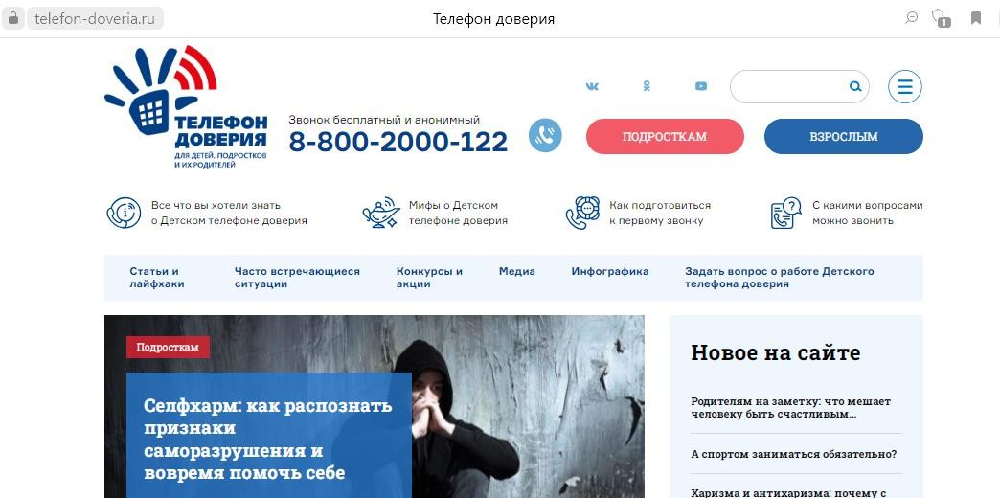 telefon-doveria.ru
Телефон доверия
1
ТЕЛЕФОН
ДОВЕРИЯ
ДЛЯ ДЕТЕЙ, ПОДРОСТКОВ
И ИХ РОДИТЕЛЕЙ
Звонок бесплатный и анонимный
8-800-2000-122
ПОДРОСТКАМ
ВЗРОСЛЫМ
Все что вы хотели знать
о Детском телефоне доверия
Мифы о Детском
телефоне доверия
Как подготовиться
к первому звонку
С какими вопросами
можно звонить
Статьи и
лайфхаки
Часто встречающиеся
ситуации
Конкурсы и
акции
Медиа
Инфографика
Задать вопрос о работе Детского
телефона доверия
Подросткам
Селфхарм: как распознать
признаки
саморазрушения и
вовремя помочь себе
Новое на сайте
Родителям на заметку: что мешает
человеку быть счастливым...
А спортом заниматься обязательно?
Харизма и антихаризма: почему с